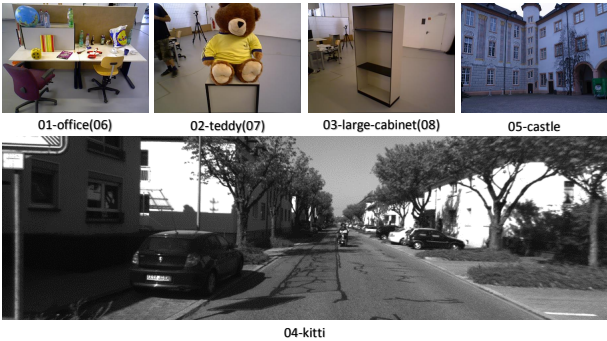 01-office(06)
02-teddy(07)
03-large-cabinet(08)
05-castle
04-kitti